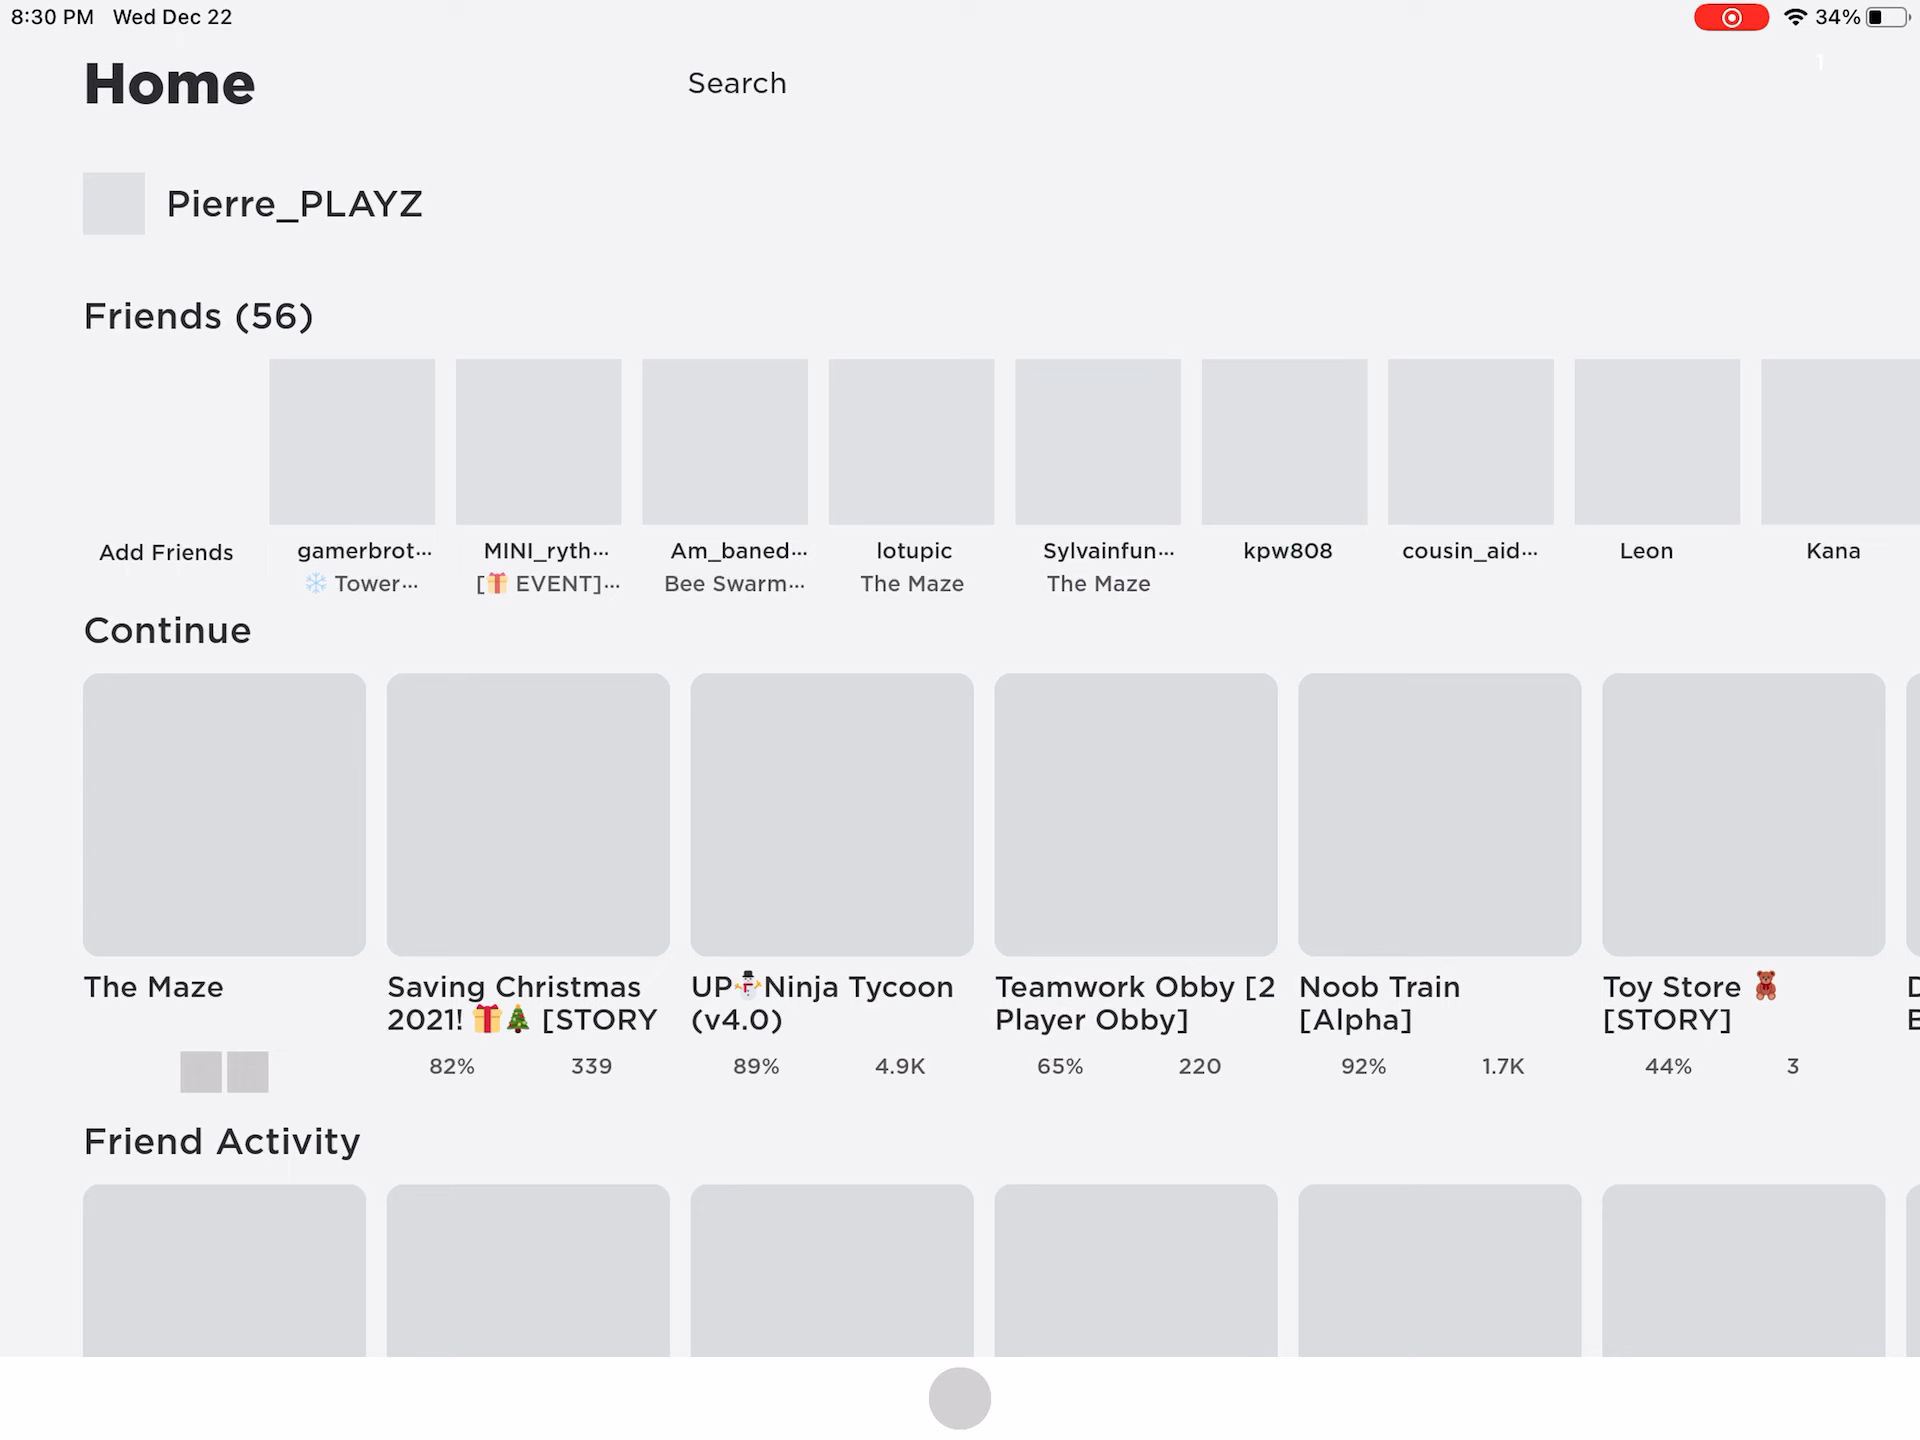 8:30 PM Wed Dec 22
34%
1
Home
Search
Pierre_PLAYZ
Friends (56)
Add Friends
gamerbrot...
❄️ Tower...
MINI_ryth...
[🎁 EVENT]...
Am_baned...
Bee Swarm...
lotupic
The Maze
Sylvainfun...
The Maze
kpw808
cousin_aid...
Leon
Kana
Continue
The Maze
Saving Christmas
2021! 🎁🎄 [STORY
82% 339
UP⛄Ninja Tycoon
(v4.0)
89% 4.9K
Teamwork Obby [2
Player Obby]
65% 220
Noob Train
[Alpha]
92% 1.7K
Toy Store 🧸
[STORY]
44% 3
Friend Activity